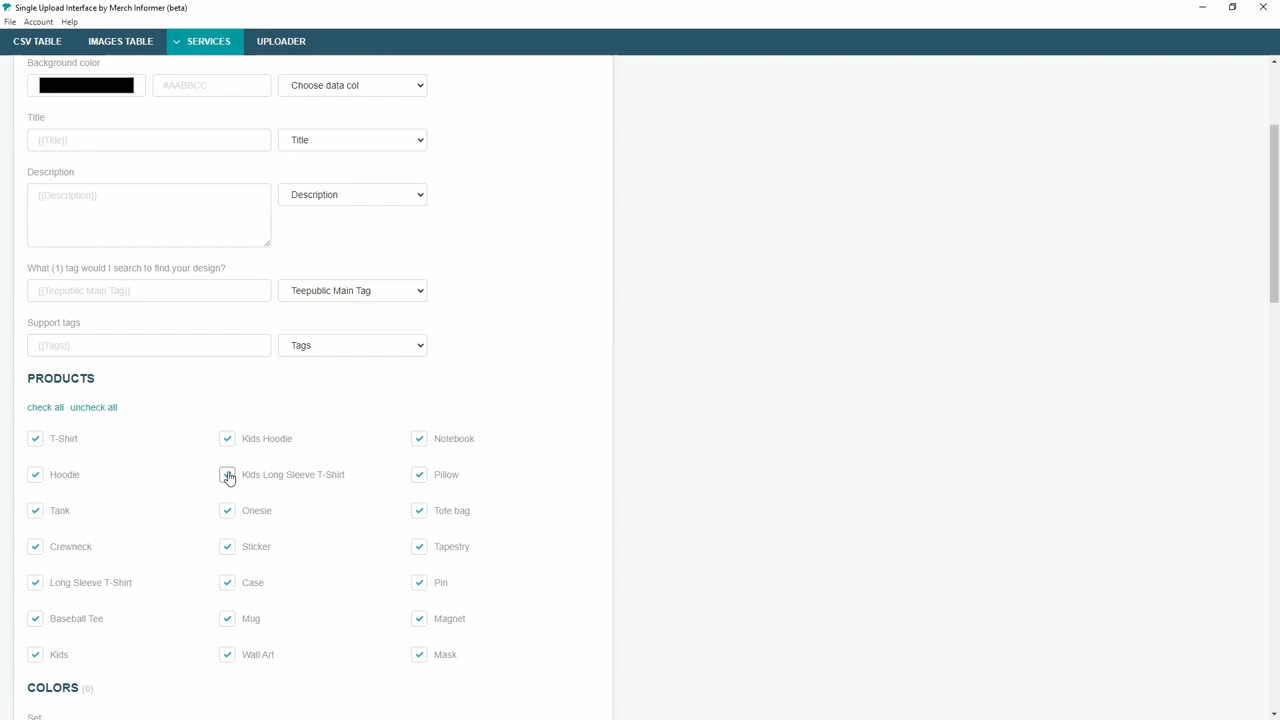 Single Upload Interface by Merch Informer (beta)
File Account Help
CSV TABLE IMAGES TABLE SERVICES UPLOADER
Background color
#AABBCC Choose data col
Title
{{Title}} Title
Description
{{Description}} Description
What (1) tag would I search to find your design?
{{Teepublic Main Tag}} Teepublic Main Tag
Support tags
{{Tags}} Tags
PRODUCTS
check all uncheck all
T-Shirt Kids Hoodie Notebook
Hoodie Kids Long Sleeve T-Shirt Pillow
Tank Onesie Tote bag
Crewneck Sticker Tapestry
Long Sleeve T-Shirt Case Pin
Baseball Tee Mug Magnet
Kids Wall Art Mask
COLORS (0)
Set